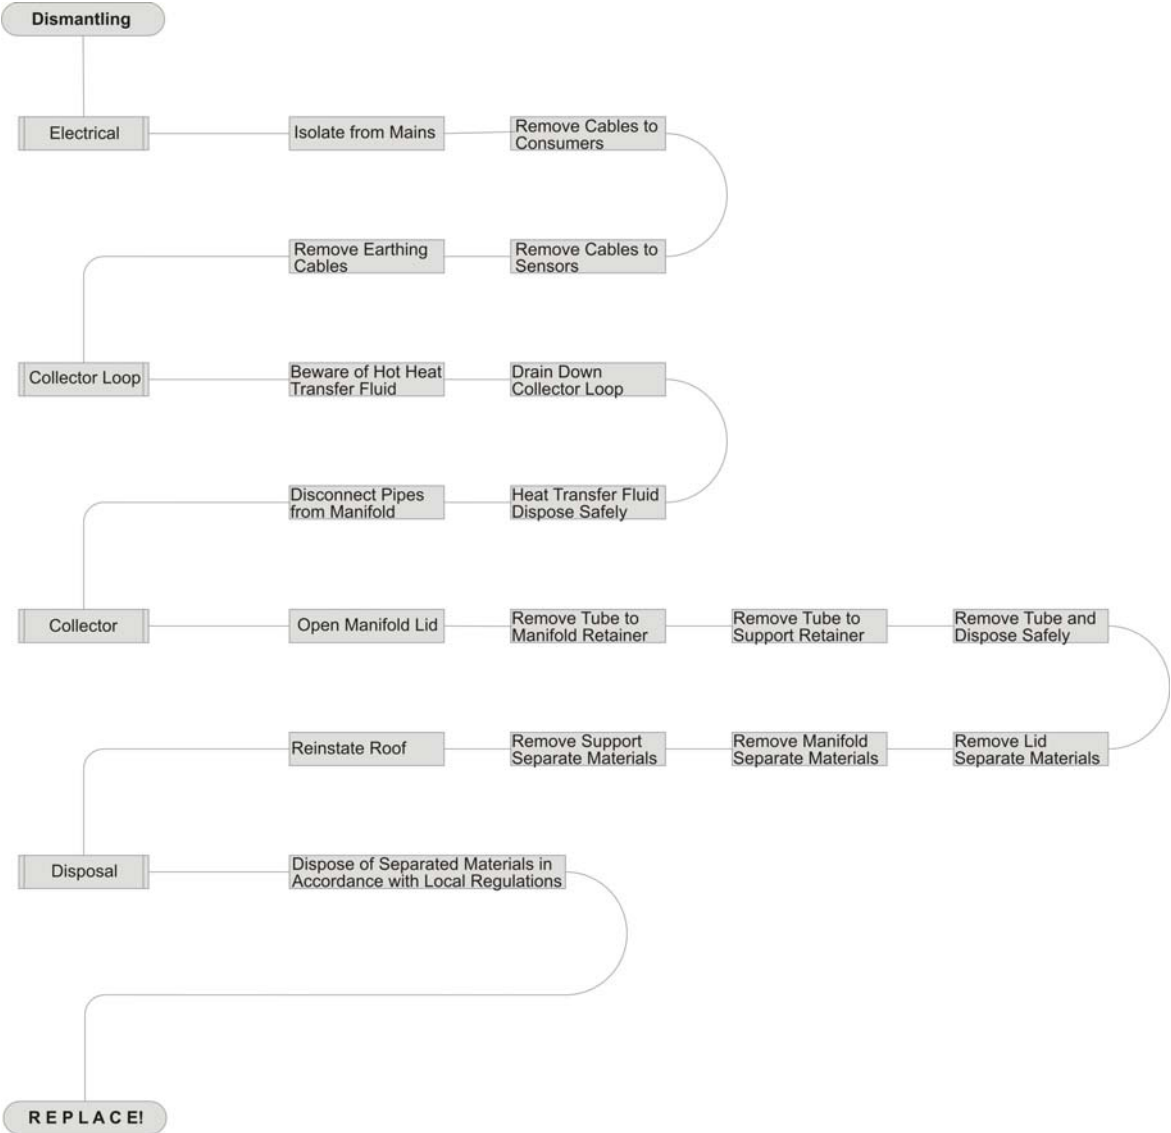 Dismantling
Electrical
Isolate from Mains
Remove Cables to
Consumers
Remove Earthing
Cables
Remove Cables to
Sensors
Collector Loop
Beware of Hot Heat
Transfer Fluid
Drain Down
Collector Loop
Disconnect Pipes
from Manifold
Heat Transfer Fluid
Dispose Safely
Collector
Open Manifold Lid
Remove Tube to
Manifold Retainer
Remove Tube to
Support Retainer
Remove Tube and
Dispose Safely
Reinstate Roof
Remove Support
Separate Materials
Remove Manifold
Separate Materials
Remove Lid
Separate Materials
Disposal
Dispose of Separated Materials in
Accordance with Local Regulations
R E P L A C E!